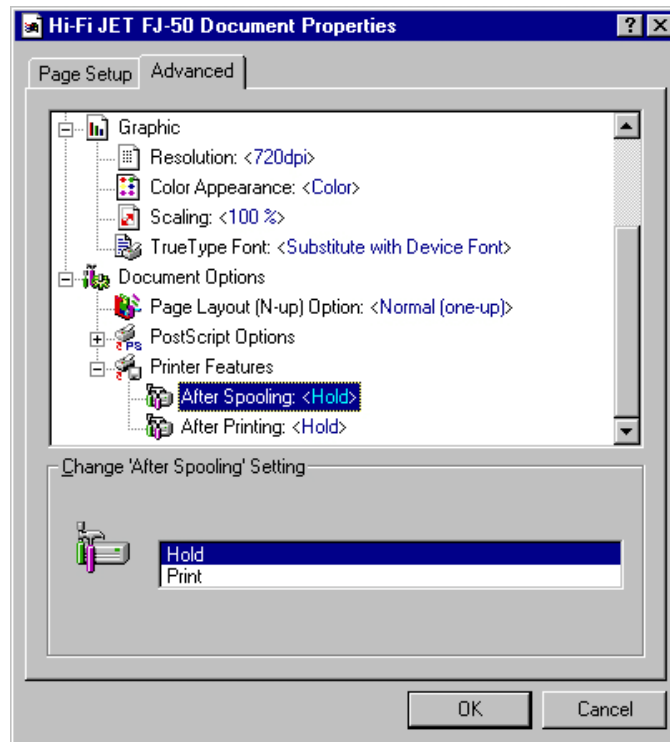 Hi-Fi JET FJ-50 Document Properties
Page Setup Advanced
Graphic
Resolution: <720dpi>
Color Appearance: <Color>
Scaling: <100 %>
TrueType Font: <Substitute with Device Font>
Document Options
Page Layout (N-up) Option: <Normal (one-up)>
PS PostScript Options
Printer Features
After Spooling: <Hold>
After Printing: <Hold>
Change 'After Spooling' Setting
Hold
Print
OK Cancel